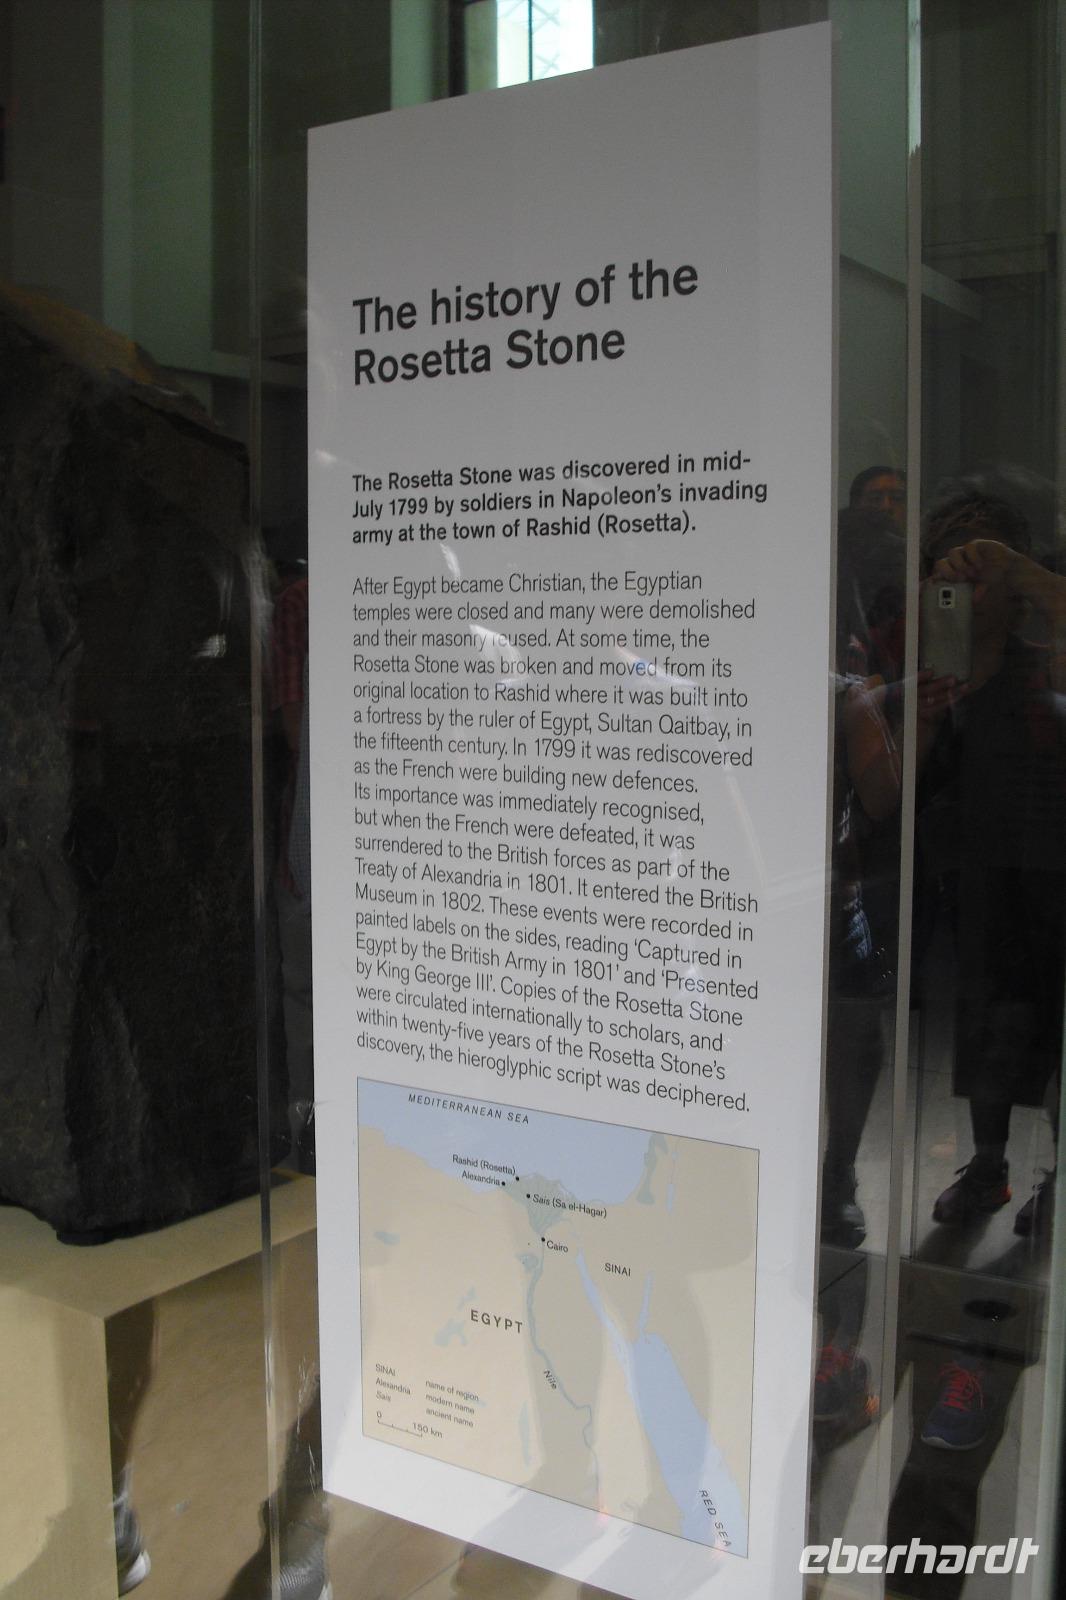 The history of the
Rosetta Stone
The Rosetta Stone was discovered in mid-
July 1799 by soldiers in Napoleon's invading
army at the town of Rashid (Rosetta).
After Egypt became Christian, the Egyptian
temples were closed and many were demolished
and their masonry reused. At some time, the
Rosetta Stone was broken and moved from its
original location to Rashid where it was built into
a fortress by the ruler of Egypt, Sultan Qaitbay, in
the fifteenth century. In 1799 it was rediscovered
as the French were building new defences.
Its importance was immediately recognised,
but when the French were defeated, it was
surrendered to the British forces as part of the
Treaty of Alexandria in 1801. It entered the British
Museum in 1802. These events were recorded in
painted labels on the sides, reading 'Captured in
Egypt by the British Army in 1801' and 'Presented
by King George III'. Copies of the Rosetta Stone
were circulated internationally to scholars, and
within twenty-five years of the Rosetta Stone's
discovery, the hieroglyphic script was deciphered.
MEDITERRANEAN SEA
Rashid (Rosetta)
Alexandria
Sais (Sa el-Hagar)
Cairo
SINAI
EGYPT
Nile
SINAI name of region
Alexandria modern name
Sais ancient name
0 150 km
RED SEA
eberhardt